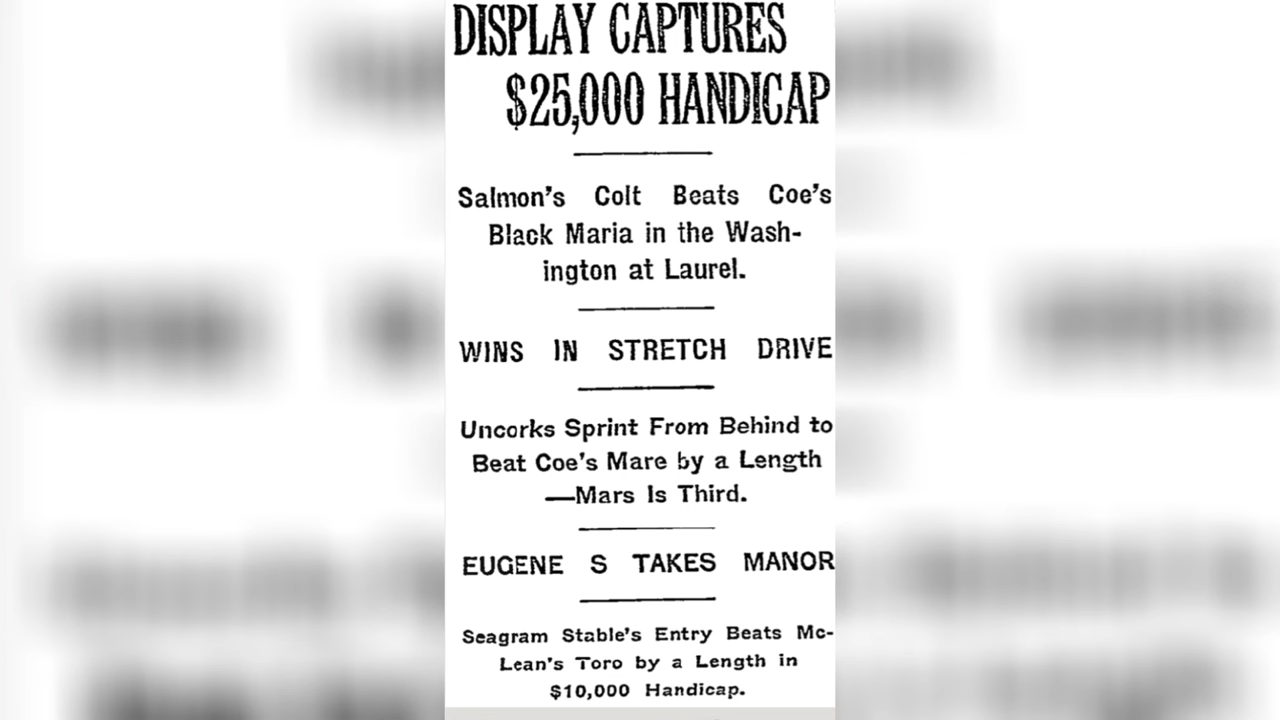 DISPLAY CAPTURES
$25,000 HANDICAP
Salmon's Colt Beats Coe's
Black Maria in the Wash-
ington at Laurel.
WINS IN STRETCH DRIVE
Uncorks Sprint From Behind to
Beat Coe's Mare by a Length
—Mars Is Third.
EUGENE S TAKES MANOR
Seagram Stable's Entry Beats Mc-
Lean's Toro by a Length in
$10,000 Handicap.